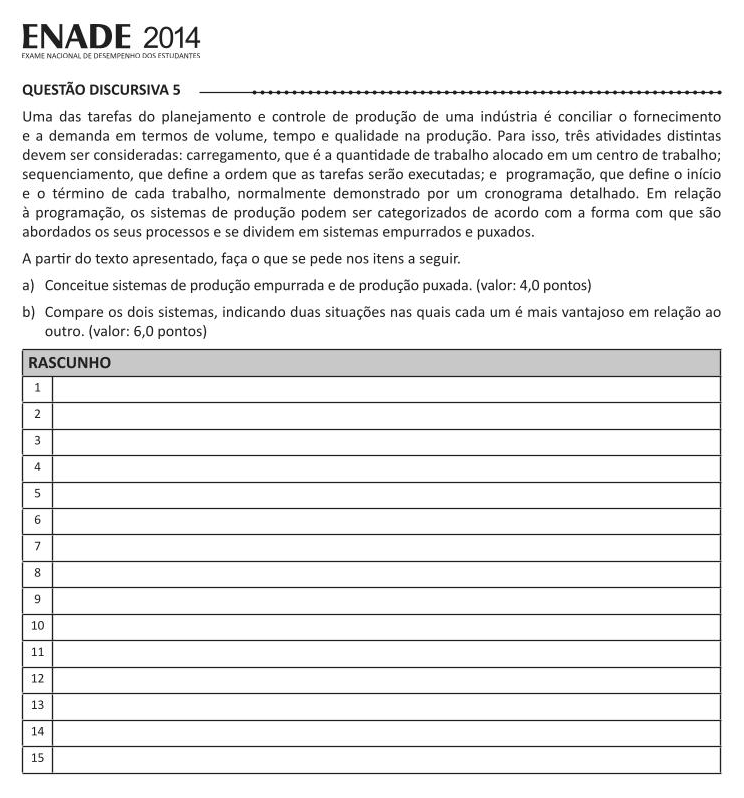 ENADE 2014
EXAME NACIONAL DE DESEMPENHO DOS ESTUDANTES
QUESTÃO DISCURSIVA 5
Uma das tarefas do planejamento e controle de produção de uma indústria é conciliar o fornecimento
e a demanda em termos de volume, tempo e qualidade na produção. Para isso, três atividades distintas
devem ser consideradas: carregamento, que é a quantidade de trabalho alocado em um centro de trabalho;
sequenciamento, que define a ordem que as tarefas serão executadas; e programação, que define o início
e o término de cada trabalho, normalmente demonstrado por um cronograma detalhado. Em relação
à programação, os sistemas de produção podem ser categorizados de acordo com a forma com que são
abordados os seus processos e se dividem em sistemas empurrados e puxados.
A partir do texto apresentado, faça o que se pede nos itens a seguir.
a) Conceitue sistemas de produção empurrada e de produção puxada. (valor: 4,0 pontos)
b) Compare os dois sistemas, indicando duas situações nas quais cada um é mais vantajoso em relação ao
outro. (valor: 6,0 pontos)
RASCUNHO
1
2
3
4
5
6
7
8
9
10
11
12
13
14
15